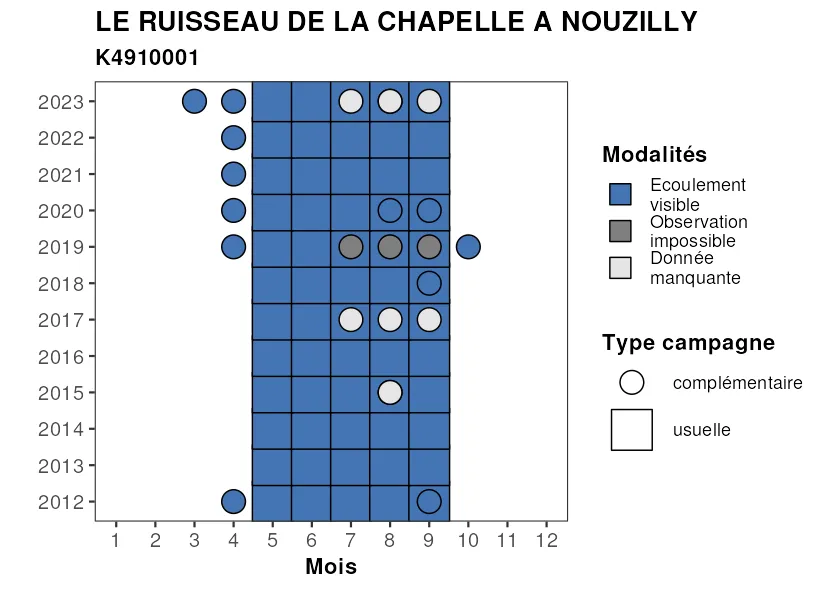 LE RUISSEAU DE LA CHAPELLE A NOUZILLY
K4910001
2023
2022
2021
2020
2019
2018
2017
2016
2015
2014
2013
2012
1 2 3 4 5 6 7 8 9 10 11 12
Mois
Modalités
Ecoulement
visible
Observation
impossible
Donnée
manquante
Type campagne
complémentaire
usuelle